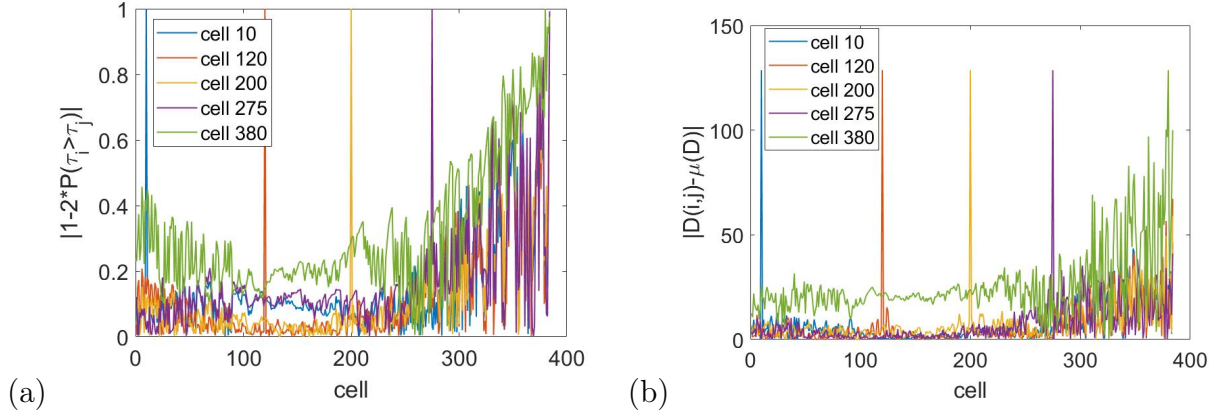 |1-2*P(τ_i>τ_j)|
1
0.8
0.6
0.4
0.2
0
cell 10
cell 120
cell 200
cell 275
cell 380
0 100 200 300 400
cell
(a)
|D(i,j)-μ(D)|
150
100
50
0
cell 10
cell 120
cell 200
cell 275
cell 380
0 100 200 300 400
cell
(b)